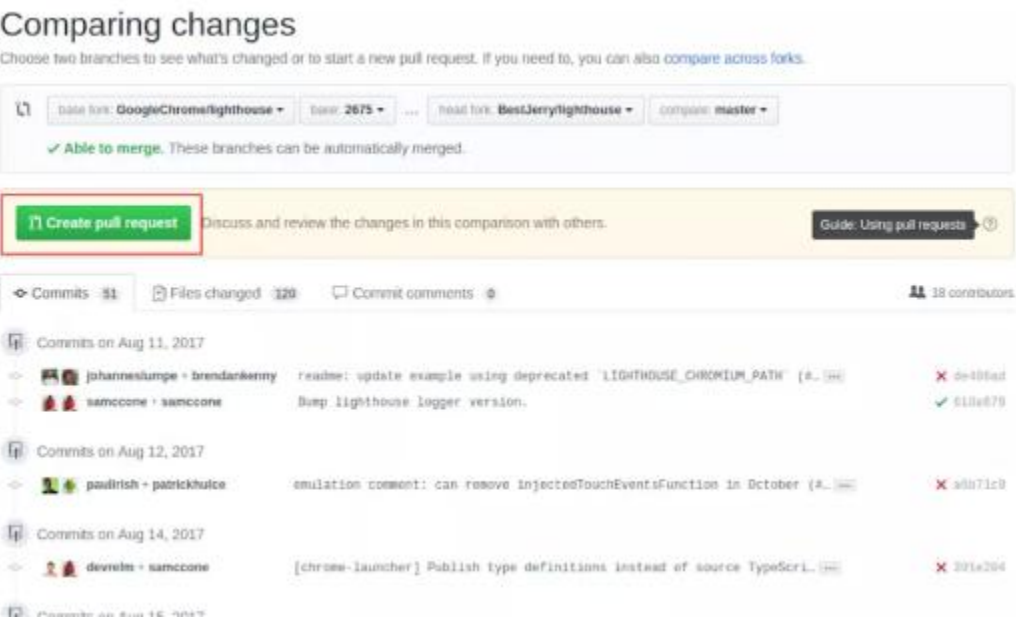 Comparing changes
Choose two branches to see what's changed or to start a new pull request. If you need to, you can also compare across forks.
base fork: GoogleChrome/lighthouse base: 2675 ... head fork: BestJerry/lighthouse compare: master
Able to merge. These branches can be automatically merged.
Create pull request Discuss and review the changes in this comparison with others. Guide: Using pull requests
Commits 51 Files changed 120 Commit comments 0 18 contributors
Commits on Aug 11, 2017
johanneslumpe + brendankenny readme: update example using deprecated `LIGHTHOUSE_CHROMIUM_PATH` (#…
samccone + samccone Bump lighthouse logger version.
Commits on Aug 12, 2017
paulirish + patrickhulce emulation comment: can remove injectedTouchEventsFunction in October (#…
Commits on Aug 14, 2017
devrelm + samccone [chrome-launcher] Publish type definitions instead of source TypeScri…
Commits on Aug 15, 2017